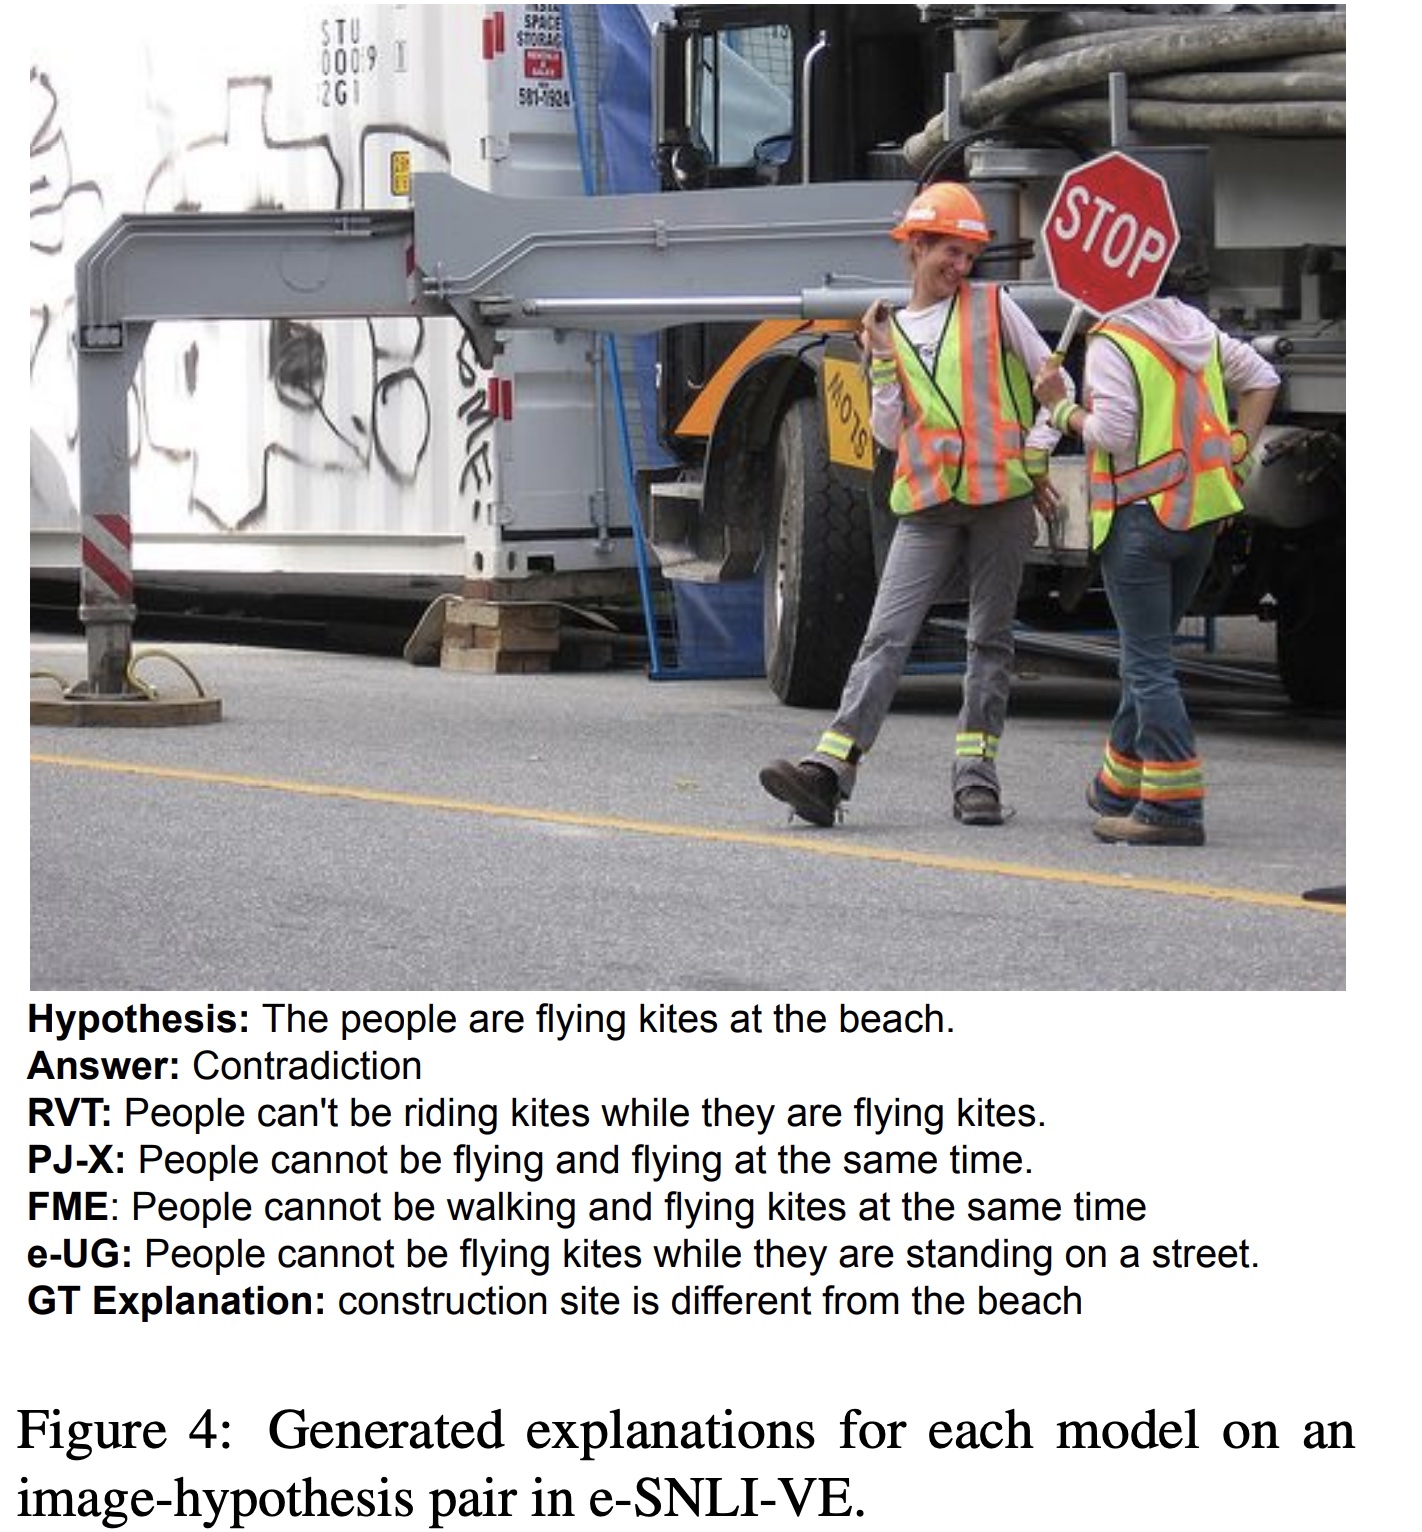 STU
0009 1
2G1
SPACE
STORAG
RENTALS
&
SALES
581-1924
STOP
SLOW
Hypothesis: The people are flying kites at the beach.
Answer: Contradiction
RVT: People can't be riding kites while they are flying kites.
PJ-X: People cannot be flying and flying at the same time.
FME: People cannot be walking and flying kites at the same time
e-UG: People cannot be flying kites while they are standing on a street.
GT Explanation: construction site is different from the beach
Figure 4: Generated explanations for each model on an
image-hypothesis pair in e-SNLI-VE.